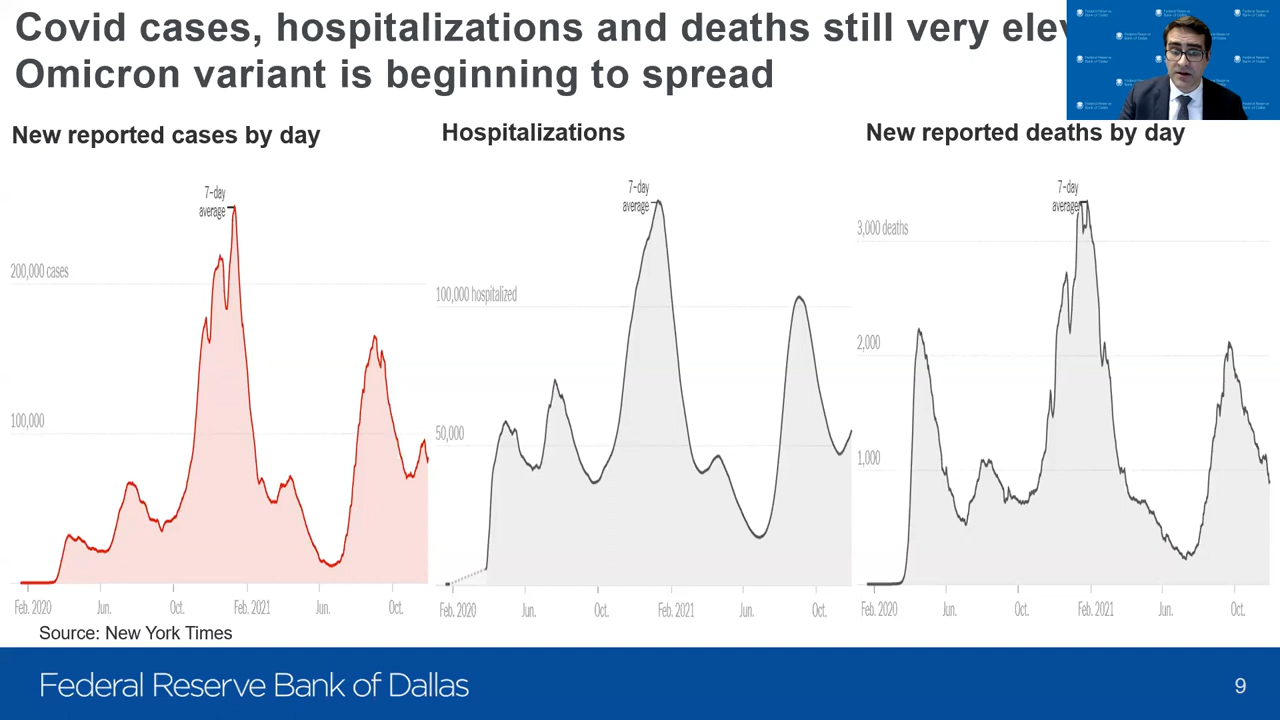 Covid cases, hospitalizations and deaths still very
Omicron variant is beginning to spread
New reported cases by day
Hospitalizations
New reported deaths by day
7-day
average
200,000 cases
100,000
Feb. 2020
Jun.
Oct.
Feb. 2021
Jun.
Oct.
7-day
average
100,000 hospitalized
50,000
Feb. 2020
Jun.
Oct.
Feb. 2021
Jun.
Oct.
7-day
average
3,000 deaths
2,000
1,000
Feb. 2020
Jun.
Oct.
Feb. 2021
Jun.
Oct.
Source: New York Times
Federal Reserve Bank of Dallas
9